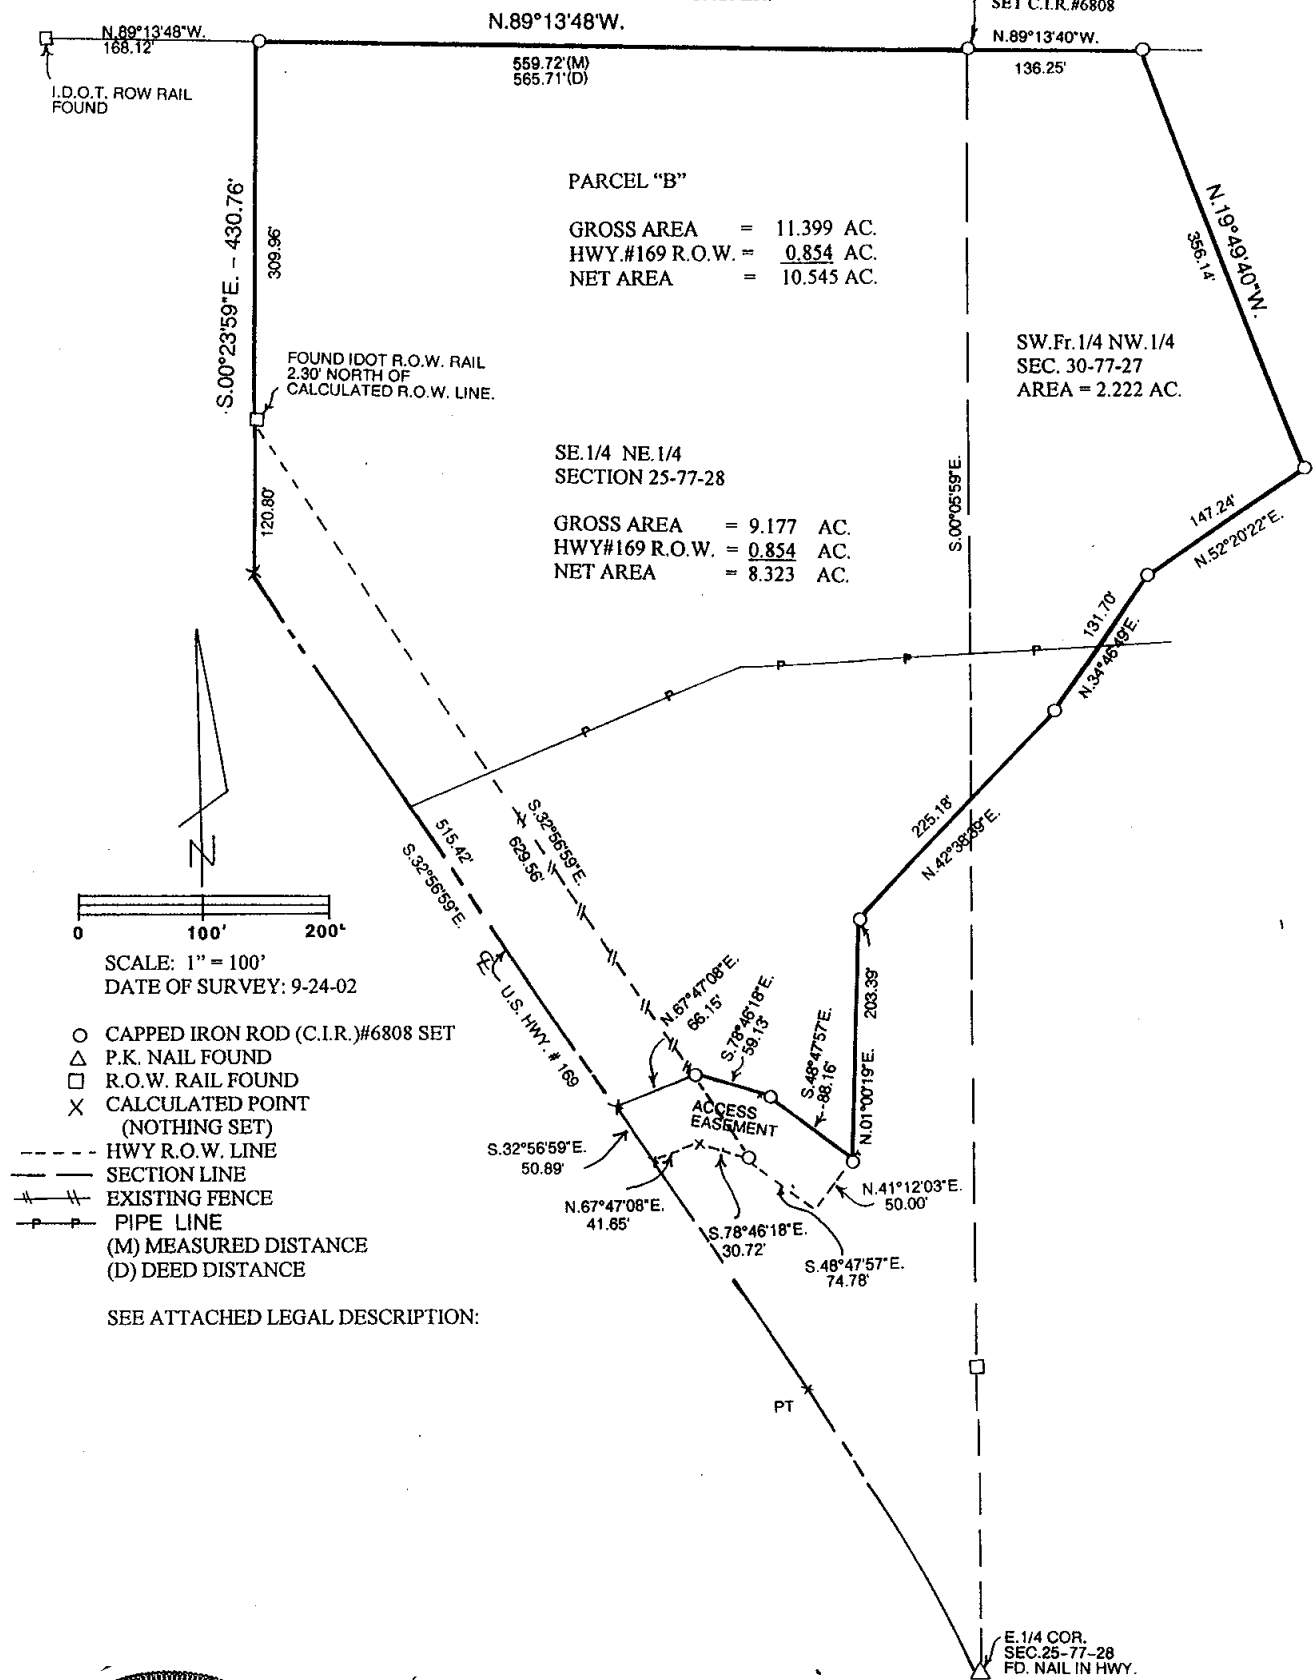 SET C.I.R.#6808
N.89°13'48"W.
N.89°13'48"W.
168.12'
N.89°13'40"W.
559.72'(M)
565.71'(D)
136.25'
I.D.O.T. ROW RAIL
FOUND
PARCEL "B"
GROSS AREA = 11.399 AC.
HWY.#169 R.O.W. = 0.854 AC.
NET AREA = 10.545 AC.
S.00°23'59"E. - 430.76'
309.96'
N.19°49'40"W.
356.14'
FOUND IDOT R.O.W. RAIL
2.30' NORTH OF
CALCULATED R.O.W. LINE.
SW.Fr.1/4 NW.1/4
SEC. 30-77-27
AREA = 2.222 AC.
SE.1/4 NE.1/4
SECTION 25-77-28
GROSS AREA = 9.177 AC.
HWY#169 R.O.W. = 0.854 AC.
NET AREA = 8.323 AC.
120.80'
S.00°05'59"E.
147.24'
N.52°20'22"E.
131.70'
N.34°46'49"E.
P P P P P
225.18'
N.42°38'39"E.
S.32°56'59"E.
629.56'
515.42'
S.32°56'59"E.
N
0 100' 200'
SCALE: 1" = 100'
DATE OF SURVEY: 9-24-02
U.S. HWY. # 169
N.67°47'08"E.
66.15'
S.78°46'18"E.
59.13'
S.48°47'57"E.
88.16'
203.39'
N.01°00'19"E.
ACCESS
EASEMENT
S.32°56'59"E.
50.89'
N.67°47'08"E.
41.65'
S.78°46'18"E.
30.72'
S.48°47'57"E.
74.78'
N.41°12'03"E.
50.00'
CAPPED IRON ROD (C.I.R.)#6808 SET
P.K. NAIL FOUND
R.O.W. RAIL FOUND
CALCULATED POINT
(NOTHING SET)
HWY R.O.W. LINE
SECTION LINE
EXISTING FENCE
P P PIPE LINE
(M) MEASURED DISTANCE
(D) DEED DISTANCE
SEE ATTACHED LEGAL DESCRIPTION:
PT
E.1/4 COR.
SEC.25-77-28
FD. NAIL IN HWY.